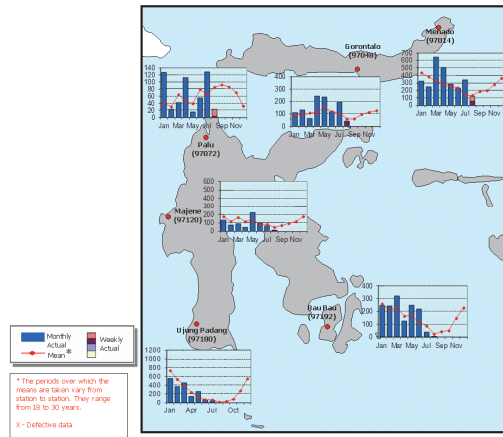 Menado
(97014)
Gorontalo
(97048)
700
600
500
400
300
200
100
0
Jan Mar May Jul Sep Nov
140
120
100
80
60
40
20
0
Jan Mar May Jul Sep Nov
400
300
200
100
0
Jan Mar May Jul Sep Nov
Palu
(97072)
600
500
400
300
200
100
0
Jan Mar May Jul Sep Nov
Majene
(97120)
400
300
200
100
0
Jan Mar May Jul Sep Nov
Bau Bau
(97192)
Ujung Padang
(97180)
1200
1000
800
600
400
200
0
Jan Apr Jul Oct
Monthly Actual
Weekly Actual
Mean*
* The periods over which the
means are taken vary from
station to station. They range
from 18 to 30 years.
X - Defective data